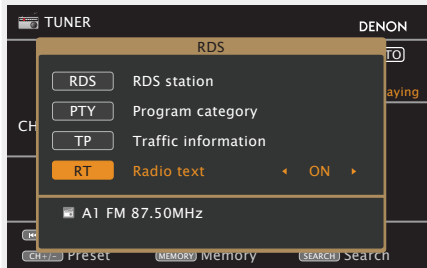 TUNER
DENON
RDS
TO
RDS RDS station
aying
PTY Program category
CH
TP Traffic information
RT Radio text ON
A1 FM 87.50MHz
CH+/- Preset MEMORY Memory SEARCH Search